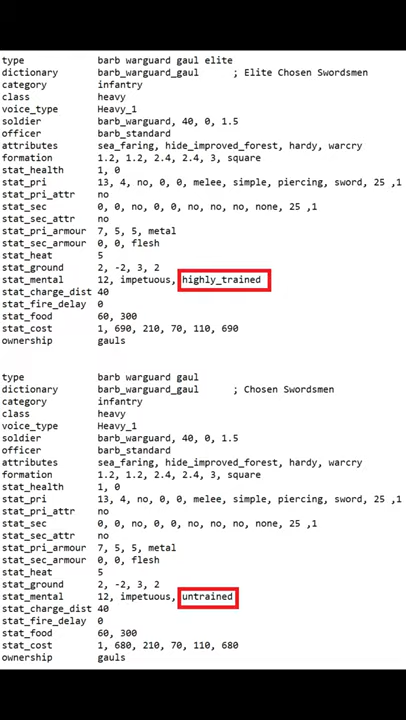 type barb warguard gaul elite
dictionary barb_warguard_gaul ; Elite Chosen Swordsmen
category infantry
class heavy
voice_type Heavy_1
soldier barb_warguard, 40, 0, 1.5
officer barb_standard
attributes sea_faring, hide_improved_forest, hardy, warcry
formation 1.2, 1.2, 2.4, 2.4, 3, square
stat_health 1, 0
stat_pri 13, 4, no, 0, 0, melee, simple, piercing, sword, 25 ,1
stat_pri_attr no
stat_sec 0, 0, no, 0, 0, no, no, no, none, 25 ,1
stat_sec_attr no
stat_pri_armour 7, 5, 5, metal
stat_sec_armour 0, 0, flesh
stat_heat 5
stat_ground 2, -2, 3, 2
stat_mental 12, impetuous, highly_trained
stat_charge_dist 40
stat_fire_delay 0
stat_food 60, 300
stat_cost 1, 690, 210, 70, 110, 690
ownership gauls
type barb warguard gaul
dictionary barb_warguard_gaul ; Chosen Swordsmen
category infantry
class heavy
voice_type Heavy_1
soldier barb_warguard, 40, 0, 1.5
officer barb_standard
attributes sea_faring, hide_improved_forest, hardy, warcry
formation 1.2, 1.2, 2.4, 2.4, 3, square
stat_health 1, 0
stat_pri 13, 4, no, 0, 0, melee, simple, piercing, sword, 25 ,1
stat_pri_attr no
stat_sec 0, 0, no, 0, 0, no, no, no, none, 25 ,1
stat_sec_attr no
stat_pri_armour 7, 5, 5, metal
stat_sec_armour 0, 0, flesh
stat_heat 5
stat_ground 2, -2, 3, 2
stat_mental 12, impetuous, untrained
stat_charge_dist 40
stat_fire_delay 0
stat_food 60, 300
stat_cost 1, 680, 210, 70, 110, 680
ownership gauls